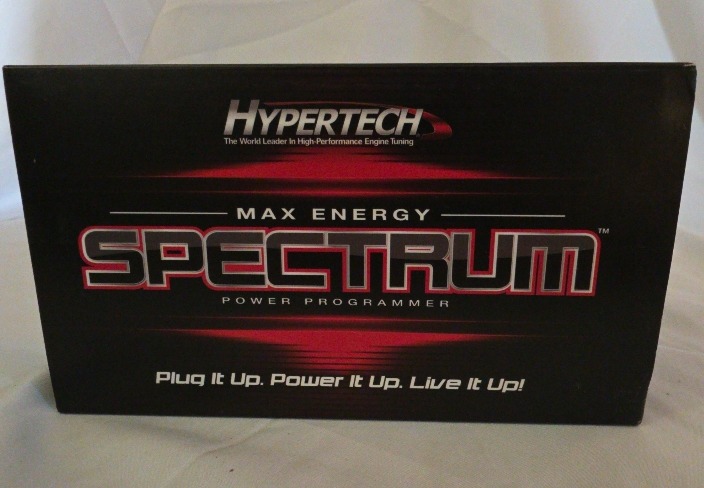 HYPERTECH
The World Leader In High-Performance Engine Tuning
MAX ENERGY
SPECTRUM™
POWER PROGRAMMER
Plug It Up. Power It Up. Live It Up!